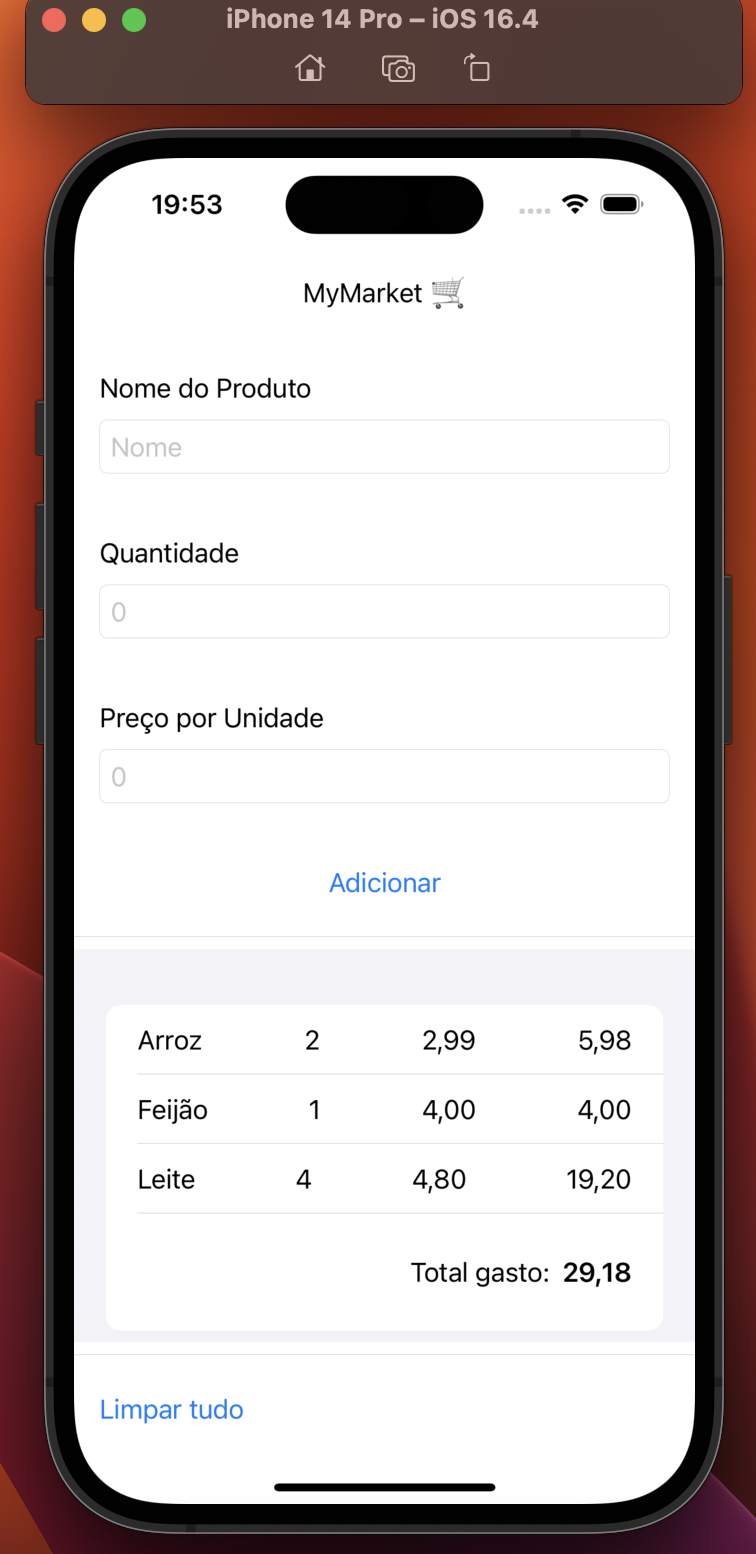 iPhone 14 Pro – iOS 16.4
19:53
MyMarket 🛒
Nome do Produto
Nome
Quantidade
0
Preço por Unidade
0
Adicionar
Arroz 2 2,99 5,98
Feijão 1 4,00 4,00
Leite 4 4,80 19,20
Total gasto: 29,18
Limpar tudo